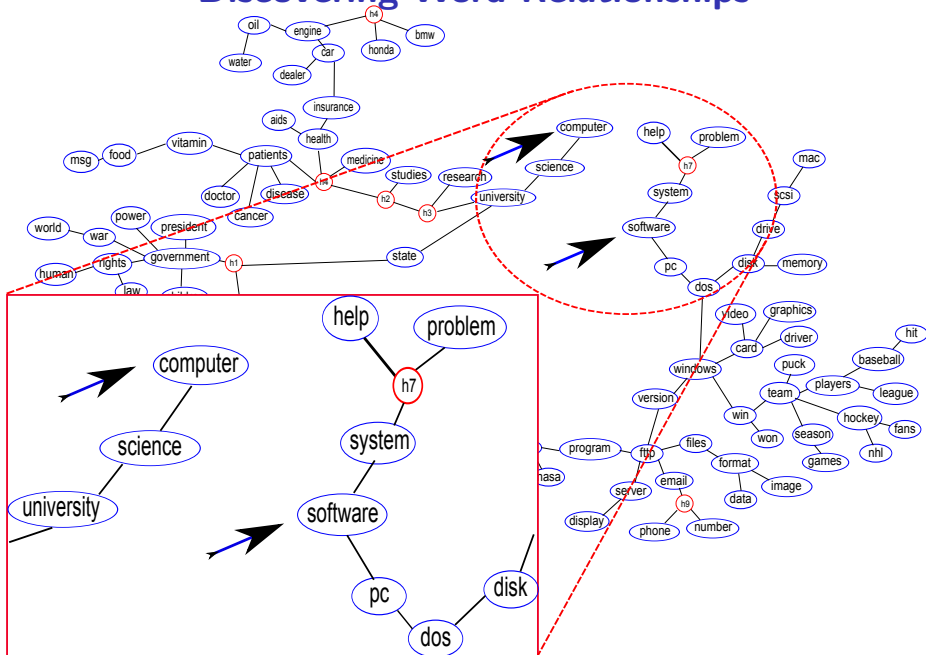 Discovering Word Relationships
h4
oil
engine
bmw
honda
car
water
dealer
insurance
aids
health
computer
help
problem
h7
mac
vitamin
food
msg
patients
medicine
science
system
scsi
studies
research
h4
doctor
disease
h2
h3
university
cancer
software
drive
power
president
world
war
state
pc
disk
memory
human
rights
government
h1
dos
law
video
graphics
card
driver
hit
baseball
windows
puck
team
players
league
version
win
hockey
fans
won
season
nhl
games
program
fttp
files
nasa
email
format
server
image
data
h9
display
phone
number
help
problem
computer
h7
science
system
university
software
pc
disk
dos